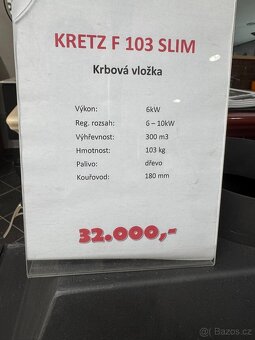 KRETZ F 103 SLIM
Krbová vložka
Výkon: 6kW
Reg. rozsah: 6 – 10kW
Výhřevnost: 300 m3
Hmotnost: 103 kg
Palivo: dřevo
Kouřovod: 180 mm
32.000,-
Bazos.cz